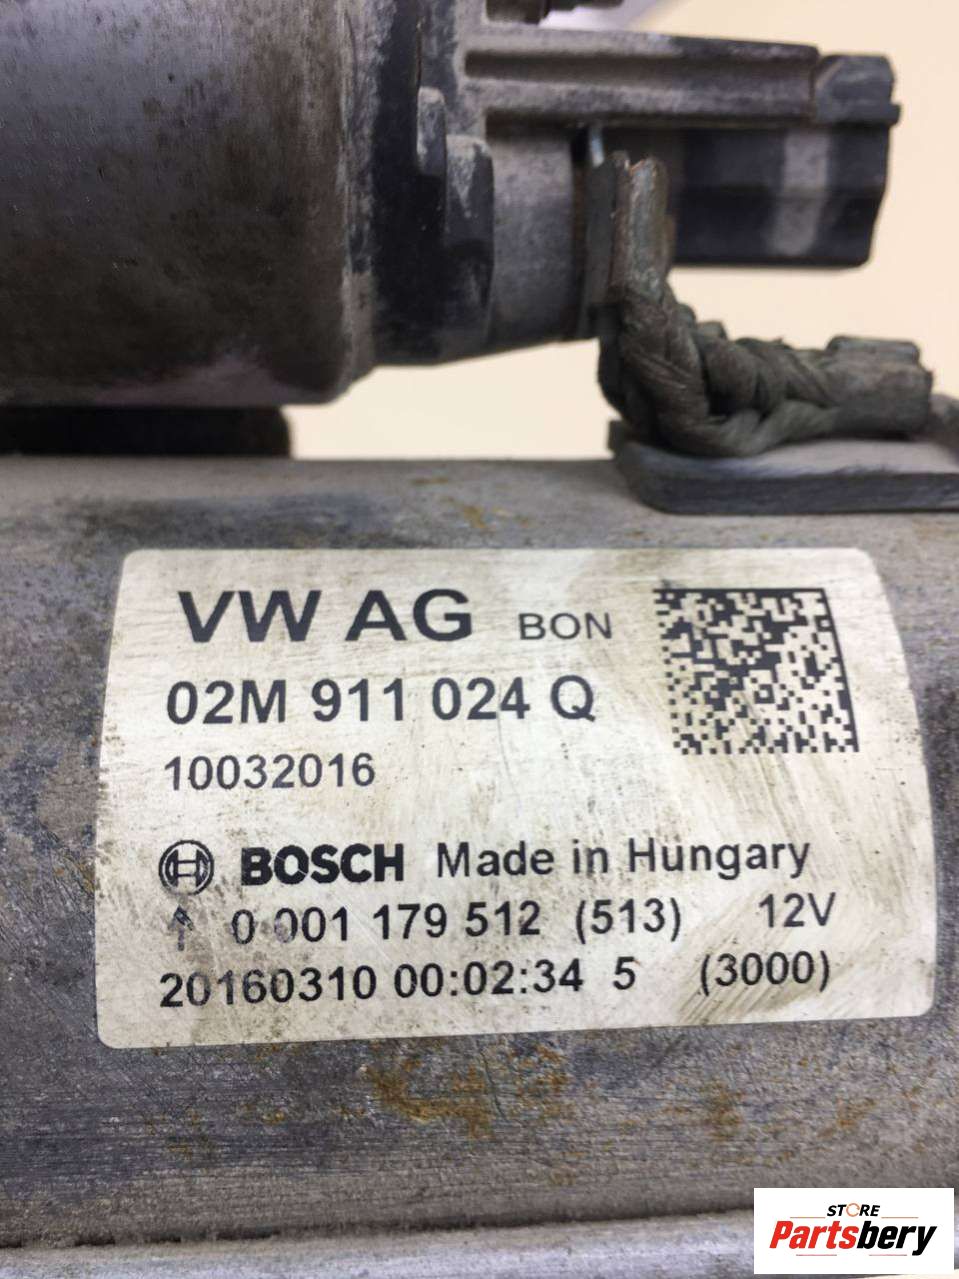 VW AG BON
02M 911 024 Q
10032016
BOSCH Made in Hungary
0 001 179 512 (513) 12V
20160310 00:02:34 5 (3000)
STORE
Partsbery